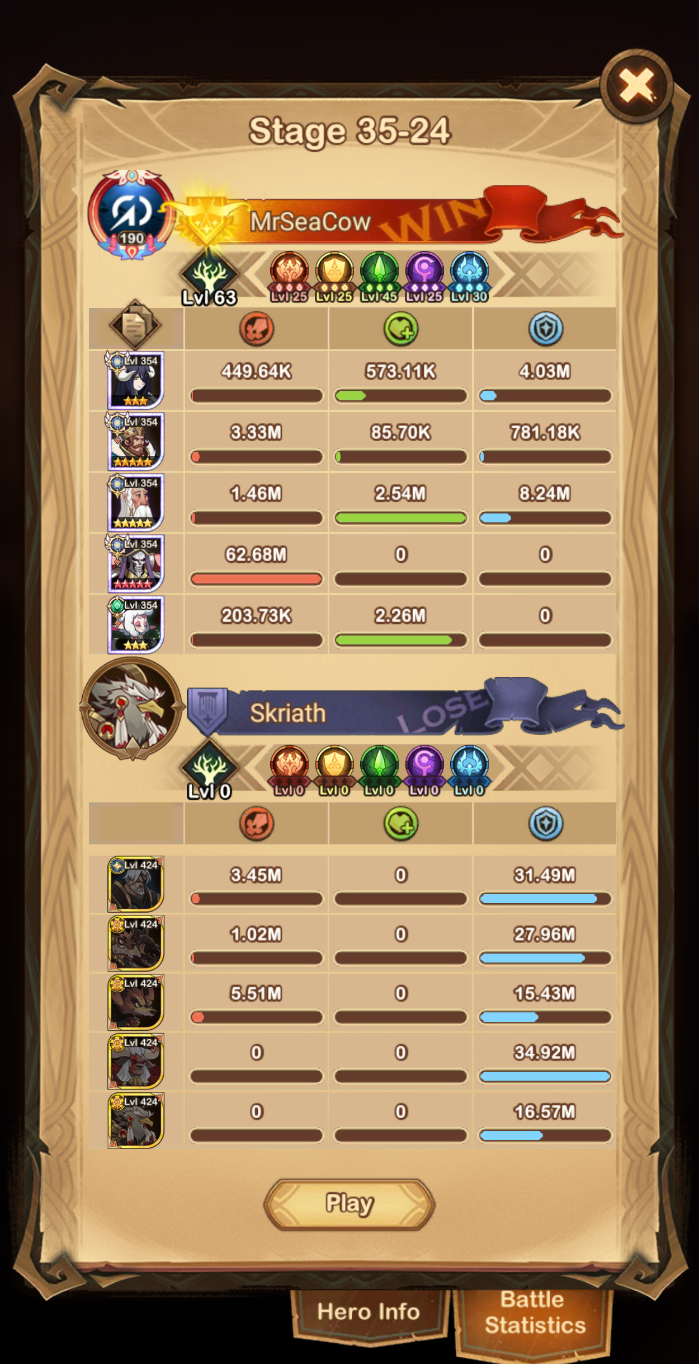 Stage 35-24
190
MrSeaCow
WIN
Lvl 63
Lvl 25 Lvl 25 Lvl 45 Lvl 25 Lvl 30
Lvl 354
449.64K 573.11K 4.03M
Lvl 354
3.33M 85.70K 781.18K
Lvl 354
1.46M 2.54M 8.24M
Lvl 354
62.68M 0 0
Lvl 354
203.73K 2.26M 0
Skriath
LOSE
Lvl 0
Lvl 0 Lvl 0 Lvl 0 Lvl 0 Lvl 0
Lvl 424
3.45M 0 31.49M
Lvl 424
1.02M 0 27.96M
Lvl 424
5.51M 0 15.43M
Lvl 424
0 0 34.92M
Lvl 424
0 0 16.57M
Play
Hero Info
Battle
Statistics